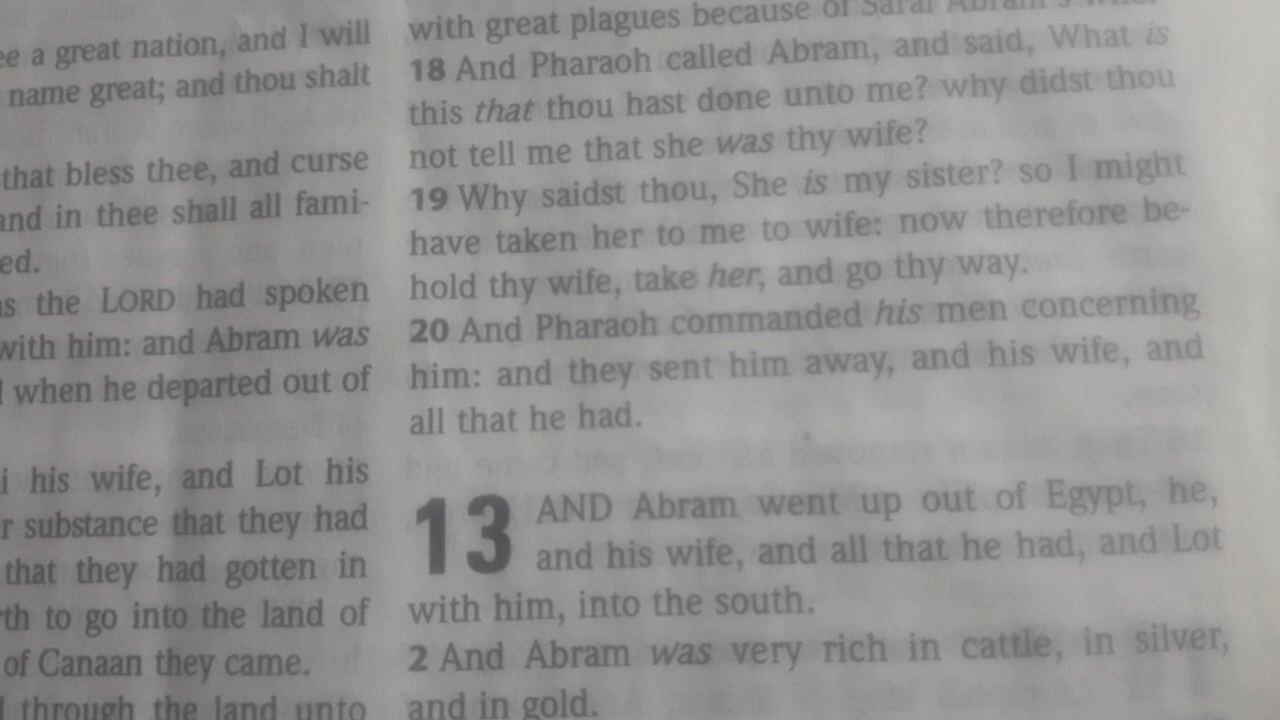 e a great nation, and I will
name great; and thou shalt
that bless thee, and curse
and in thee shall all fami-
ed.
as the LORD had spoken
with him: and Abram was
when he departed out of
i his wife, and Lot his
r substance that they had
that they had gotten in
th to go into the land of
of Canaan they came.
through the land unto
with great plagues because of Sarai Abram's wife.
18 And Pharaoh called Abram, and said, What is
this that thou hast done unto me? why didst thou
not tell me that she was thy wife?
19 Why saidst thou, She is my sister? so I might
have taken her to me to wife: now therefore be-
hold thy wife, take her, and go thy way.
20 And Pharaoh commanded his men concerning
him: and they sent him away, and his wife, and
all that he had.
13 AND Abram went up out of Egypt, he,
and his wife, and all that he had, and Lot
with him, into the south.
2 And Abram was very rich in cattle, in silver,
and in gold.